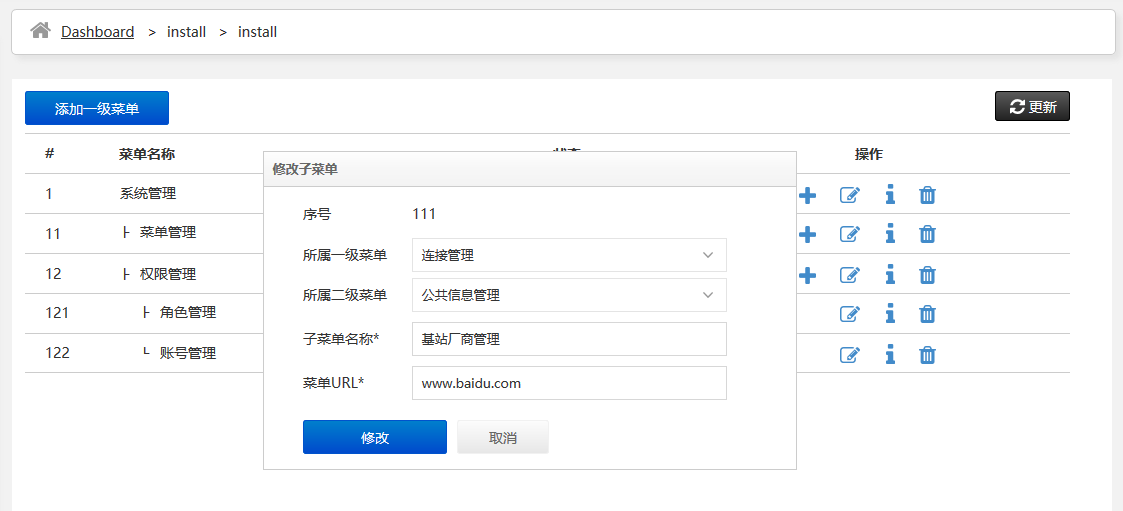 Dashboard > install > install
添加一级菜单
更新
# 菜单名称 操作
修改子菜单
1 系统管理
序号 111
11 ├ 菜单管理
所属一级菜单 连接管理
12 ├ 权限管理
所属二级菜单 公共信息管理
121 ├ 角色管理
子菜单名称* 基站厂商管理
122 └ 账号管理
菜单URL* www.baidu.com
修改 取消